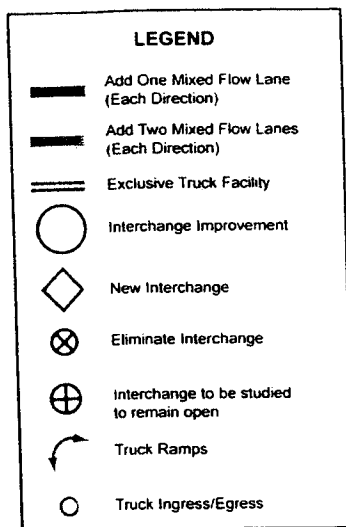 LEGEND
Add One Mixed Flow Lane
(Each Direction)
Add Two Mixed Flow Lanes
(Each Direction)
Exclusive Truck Facility
Interchange Improvement
New Interchange
Eliminate Interchange
Interchange to be studied
to remain open
Truck Ramps
Truck Ingress/Egress